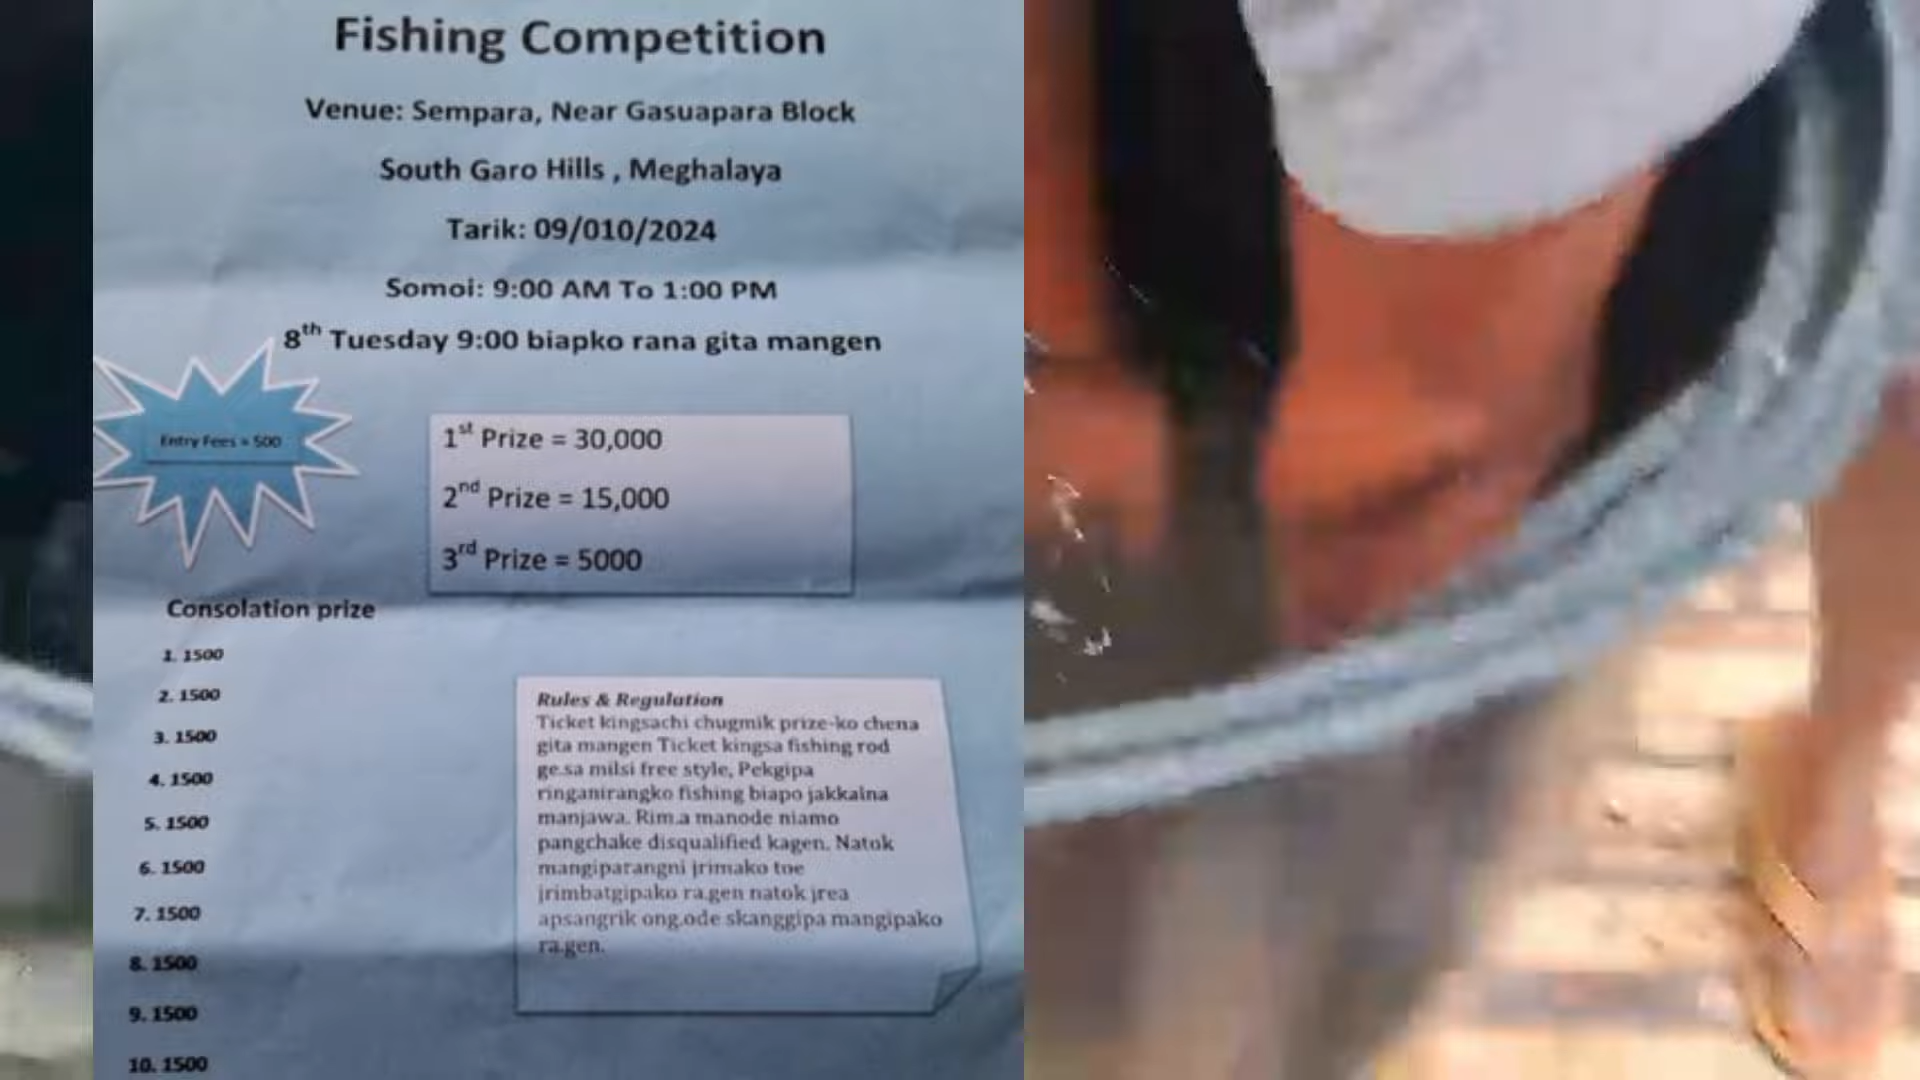 Fishing Competition
Venue: Sempara, Near Gasuapara Block
South Garo Hills , Meghalaya
Tarik: 09/010/2024
Somoi: 9:00 AM To 1:00 PM
8th Tuesday 9:00 biapko rana gita mangen
Entry Fees = 500
1st Prize = 30,000
2nd Prize = 15,000
3rd Prize = 5000
Consolation prize
1. 1500
2. 1500
3. 1500
4. 1500
5. 1500
6. 1500
7. 1500
8. 1500
9. 1500
10. 1500
Rules & Regulation
Ticket kingsachi chugmik prize-ko chena
gita mangen Ticket kingsa fishing rod
ge.sa milsi free style, Pekgipa
ringanirangko fishing biapo jakkalna
manjawa. Rim.a manode niamo
pangchake disqualified kagen. Natok
mangiparangni jrimako toe
jrimbatgipako ra.gen natok jrea
apsangrik ong.ode skanggipa mangipako
ra.gen.